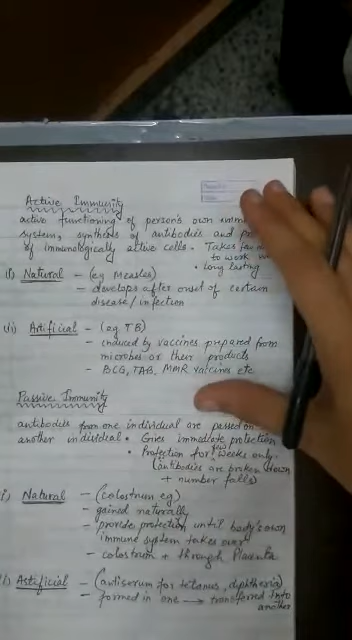 Active Immunity
active functioning of person's own imm
system, synthesis of antibodies and p
of immunologically active cells. Takes
to work
• long lasting
(i) Natural - (eg Measles)
- develops after onset of certain
disease/infection
(ii) Artificial - (eg TB)
- induced by vaccines prepared from
microbes or their products
- BCG, TAB, MMR vaccines etc
Passive Immunity
antibodies from one individual are passed on
another individual • Gives immediate protection
• Protection for few weeks only
(antibodies are broken down
+ number falls)
i) Natural - (colostrum eg)
- gained naturally
- provide protection until body's own
immune system takes over
- colostrum + through Placenta
Artificial - (antiserum for tetanus, diphtheria)
- formed in one → transferred into
another